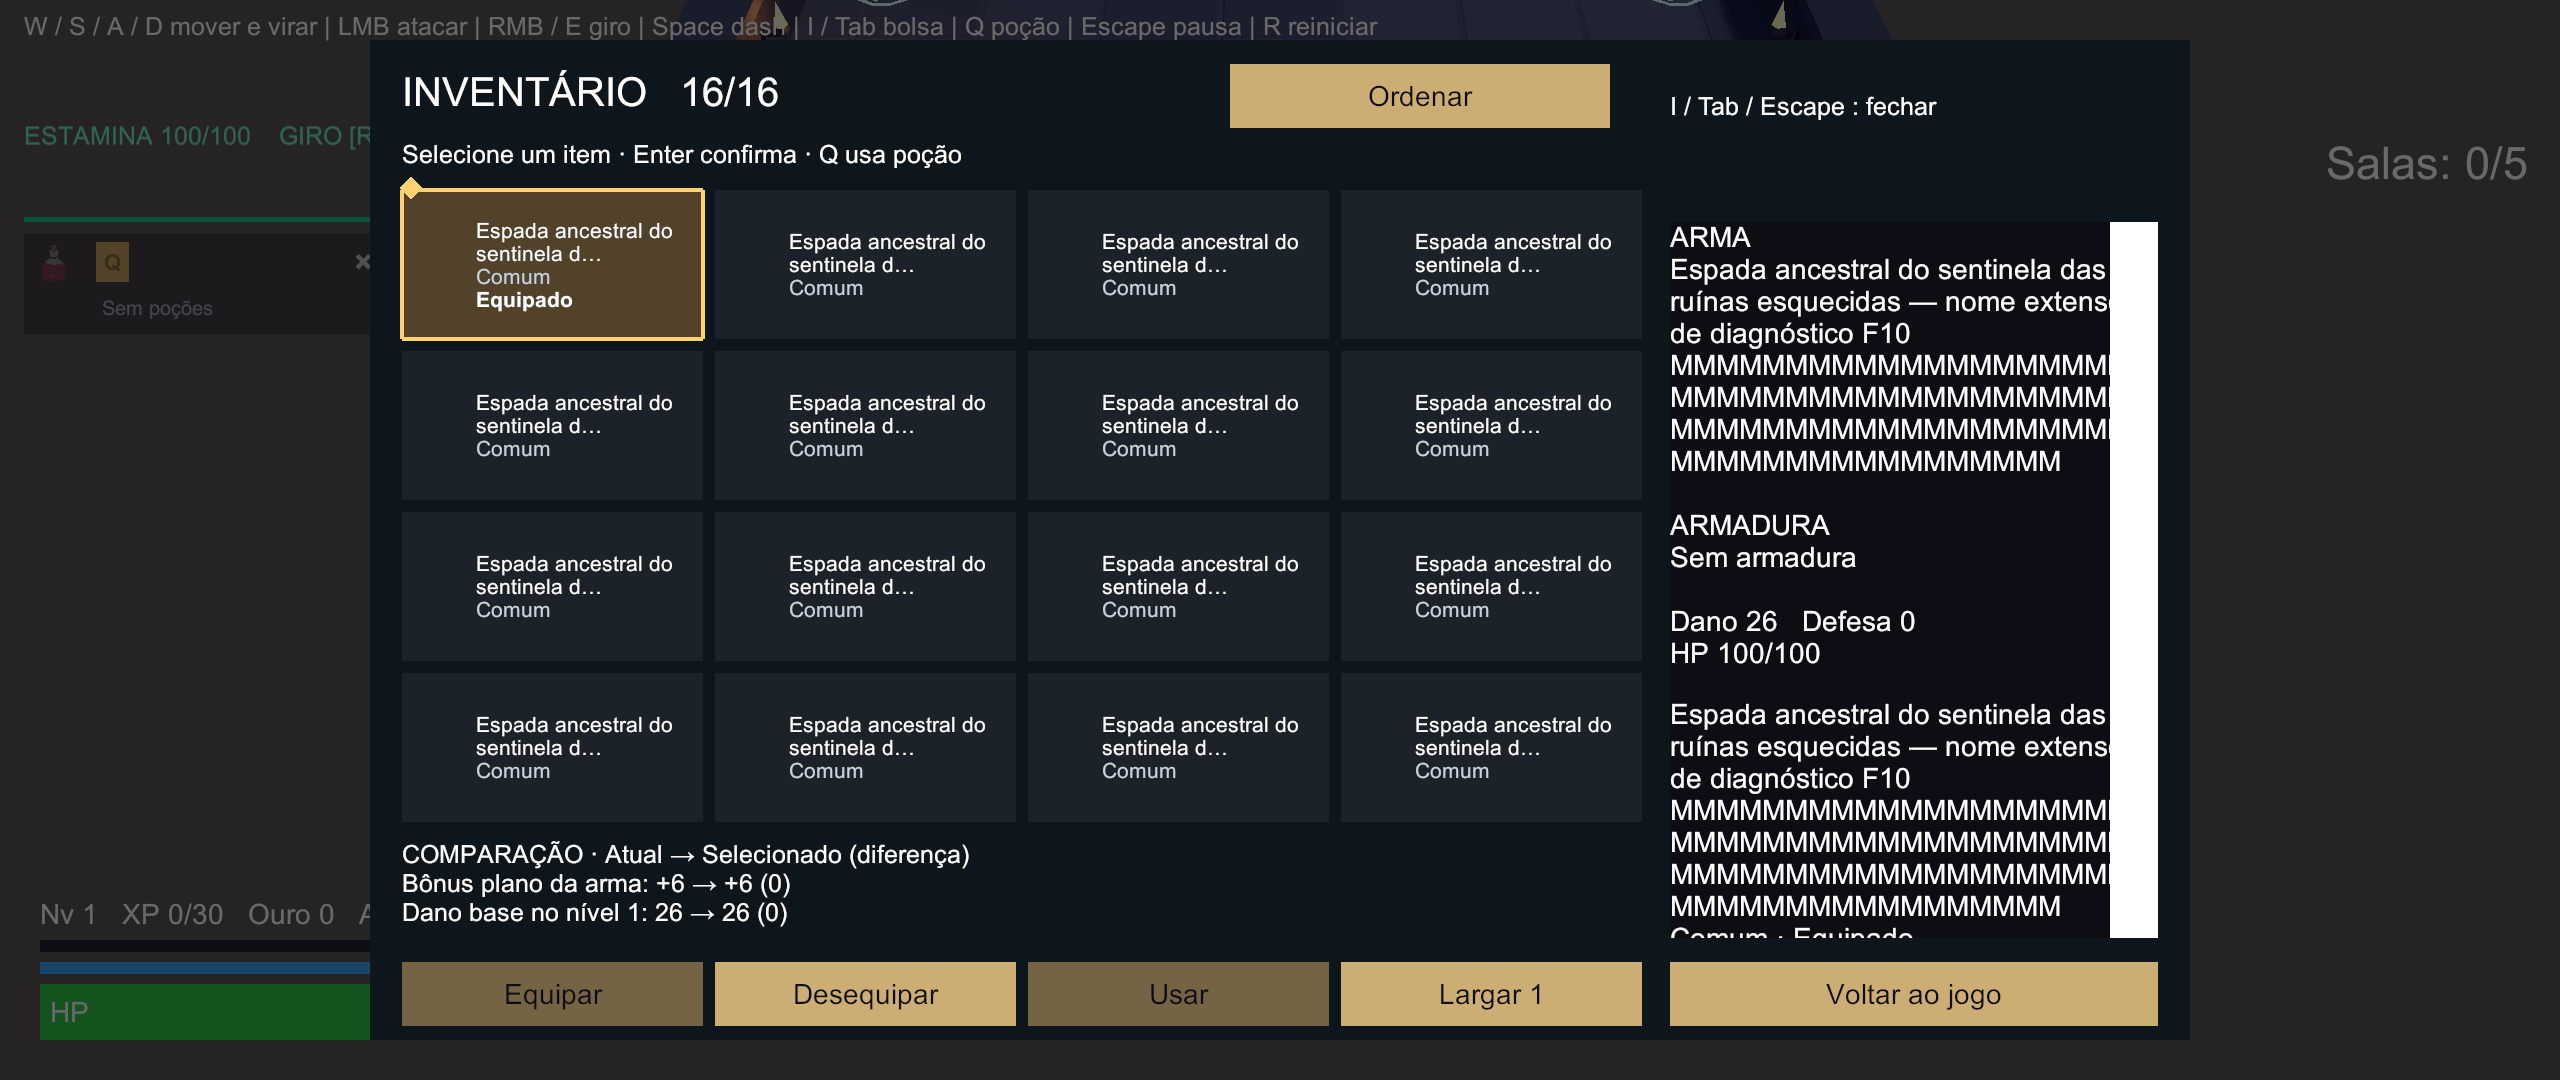 W / S / A / D mover e virar | LMB atacar | RMB / E giro | Space dash | I / Tab bolsa | Q poção | Escape pausa | R reiniciar
INVENTÁRIO 16/16
Ordenar
I / Tab / Escape : fechar
ESTAMINA 100/100 GIRO [R
Selecione um item · Enter confirma · Q usa poção
Salas: 0/5
Q
Sem poções
Espada ancestral do
sentinela d…
Comum
Equipado
Espada ancestral do
sentinela d…
Comum
Espada ancestral do
sentinela d…
Comum
Espada ancestral do
sentinela d…
Comum
Espada ancestral do
sentinela d…
Comum
Espada ancestral do
sentinela d…
Comum
Espada ancestral do
sentinela d…
Comum
Espada ancestral do
sentinela d…
Comum
Espada ancestral do
sentinela d…
Comum
Espada ancestral do
sentinela d…
Comum
Espada ancestral do
sentinela d…
Comum
Espada ancestral do
sentinela d…
Comum
Espada ancestral do
sentinela d…
Comum
Espada ancestral do
sentinela d…
Comum
Espada ancestral do
sentinela d…
Comum
Espada ancestral do
sentinela d…
Comum
ARMA
Espada ancestral do sentinela das
ruínas esquecidas — nome extenso
de diagnóstico F10
MMMMMMMMMMMMMMMMMMMM
MMMMMMMMMMMMMMMMMMMM
MMMMMMMMMMMMMMMMMMMM
MMMMMMMMMMMMMMMMM
ARMADURA
Sem armadura
Dano 26 Defesa 0
HP 100/100
Espada ancestral do sentinela das
ruínas esquecidas — nome extenso
de diagnóstico F10
MMMMMMMMMMMMMMMMMMMM
MMMMMMMMMMMMMMMMMMMM
MMMMMMMMMMMMMMMMMMMM
MMMMMMMMMMMMMMMMM
Comum · Equipado
COMPARAÇÃO · Atual → Selecionado (diferença)
Bônus plano da arma: +6 → +6 (0)
Dano base no nível 1: 26 → 26 (0)
Nv 1 XP 0/30 Ouro 0 A
HP
Equipar
Desequipar
Usar
Largar 1
Voltar ao jogo